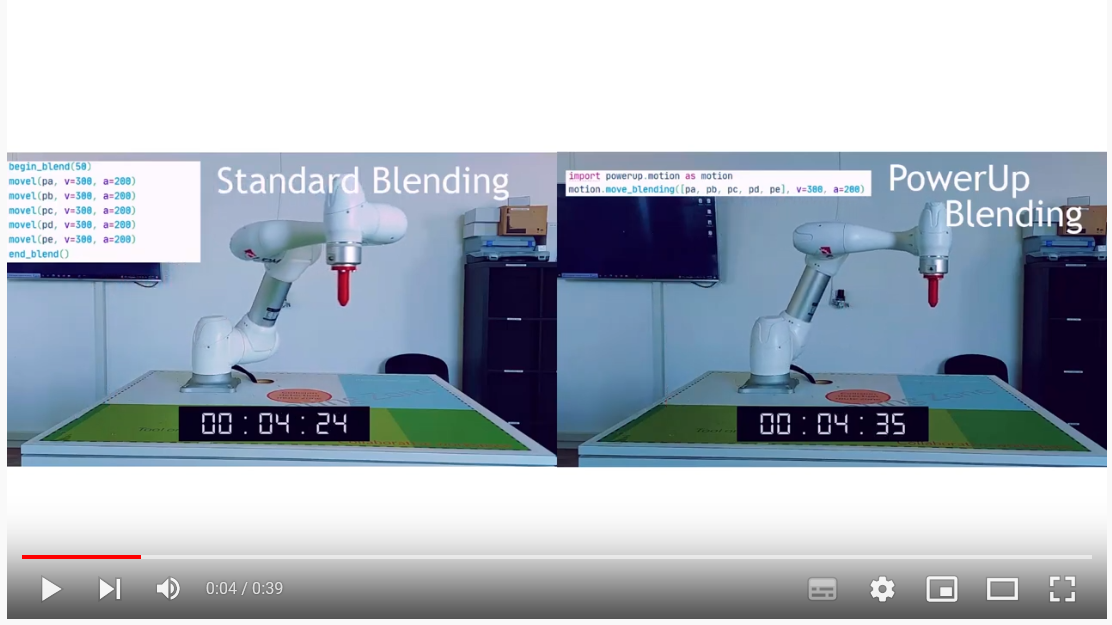 begin_blend(50)
movel(pa, v=300, a=200)
movel(pb, v=300, a=200)
movel(pc, v=300, a=200)
movel(pd, v=300, a=200)
movel(pe, v=300, a=200)
end_blend()
Standard Blending
00 : 04 : 24
import powerup.motion as motion
motion.move_blending([pa, pb, pc, pd, pe], v=300, a=200)
PowerUp
Blending
00 : 04 : 35
0:04 / 0:39